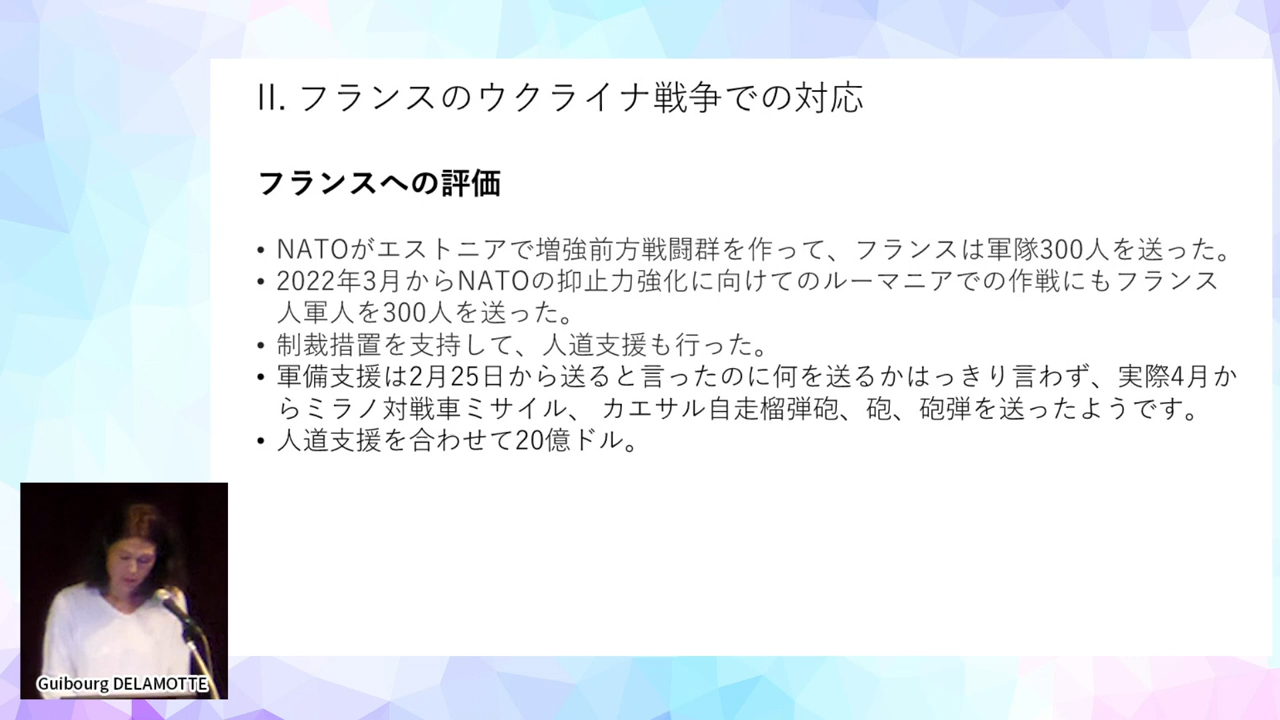 II. フランスのウクライナ戦争での対応
フランスへの評価
• NATOがエストニアで増強前方戦闘群を作って、フランスは軍隊300人を送った。
• 2022年3月からNATOの抑止力強化に向けてのルーマニアでの作戦にもフランス
人軍人を300人を送った。
• 制裁措置を支持して、人道支援も行った。
• 軍備支援は2月25日から送ると言ったのに何を送るかはっきり言わず、実際4月か
らミラノ対戦車ミサイル、 カエサル自走榴弾砲、砲、砲弾を送ったようです。
• 人道支援を合わせて20億ドル。
Guibourg DELAMOTTE